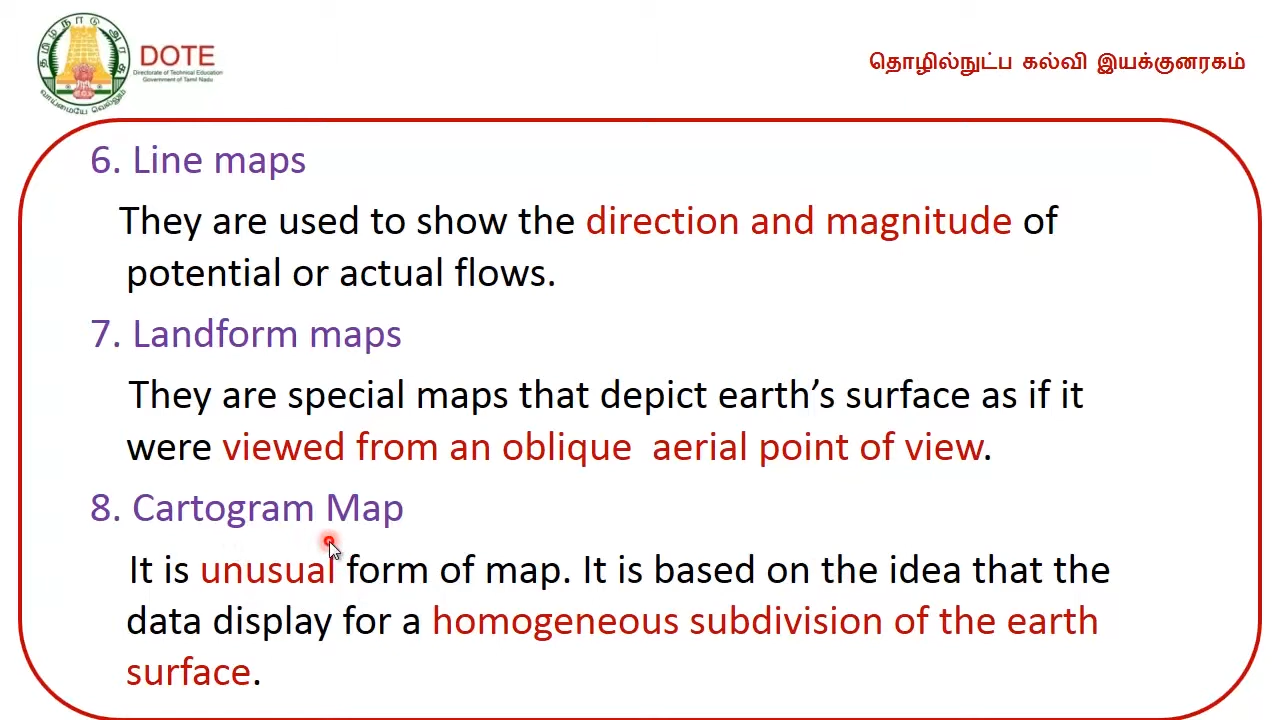 தமிழ்நாடு அரசு
வாய்மையே வெல்லும்
DOTE
Directorate of Technical Education
Government of Tamil Nadu
தொழில்நுட்ப கல்வி இயக்குனரகம்
6. Line maps
They are used to show the direction and magnitude of
potential or actual flows.
7. Landform maps
They are special maps that depict earth’s surface as if it
were viewed from an oblique aerial point of view.
8. Cartogram Map
It is unusual form of map. It is based on the idea that the
data display for a homogeneous subdivision of the earth
surface.